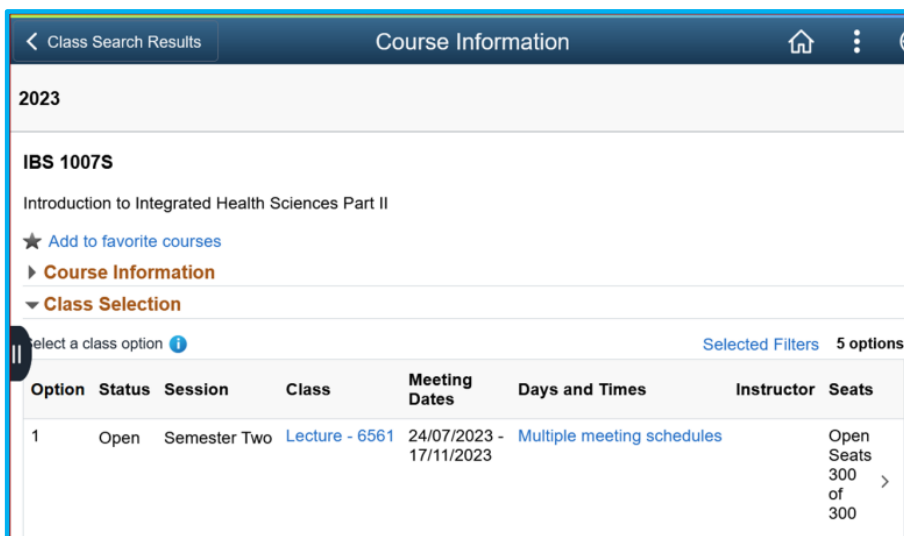 Class Search Results
Course Information
2023
IBS 1007S
Introduction to Integrated Health Sciences Part II
Add to favorite courses
Course Information
Class Selection
elect a class option
Selected Filters 5 options
Option Status Session Class Meeting Dates Days and Times Instructor Seats
1 Open Semester Two Lecture - 6561 24/07/2023 - 17/11/2023 Multiple meeting schedules Open Seats 300 of 300